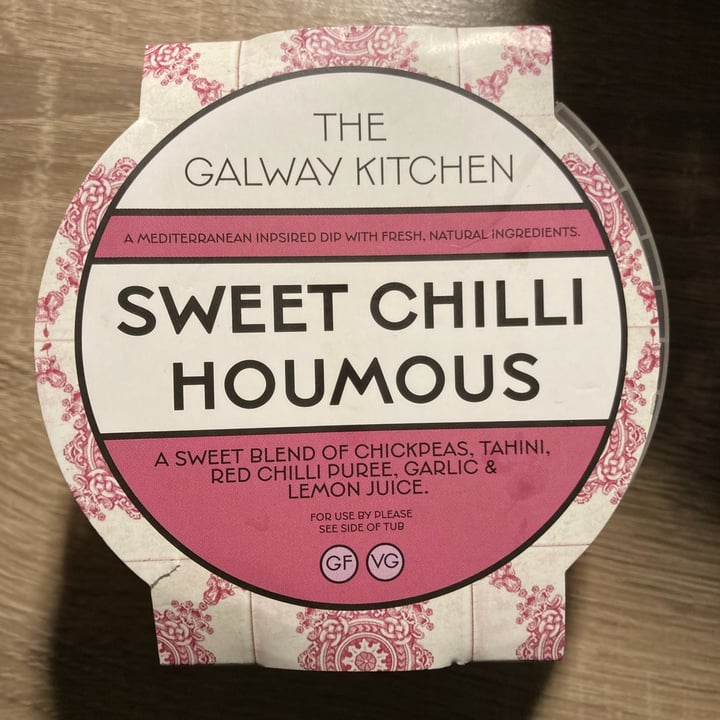 THE
GALWAY KITCHEN
A MEDITERRANEAN INPSIRED DIP WITH FRESH, NATURAL INGREDIENTS.
SWEET CHILLI
HOUMOUS
A SWEET BLEND OF CHICKPEAS, TAHINI,
RED CHILLI PUREE, GARLIC &
LEMON JUICE.
FOR USE BY PLEASE
SEE SIDE OF TUB
GF VG